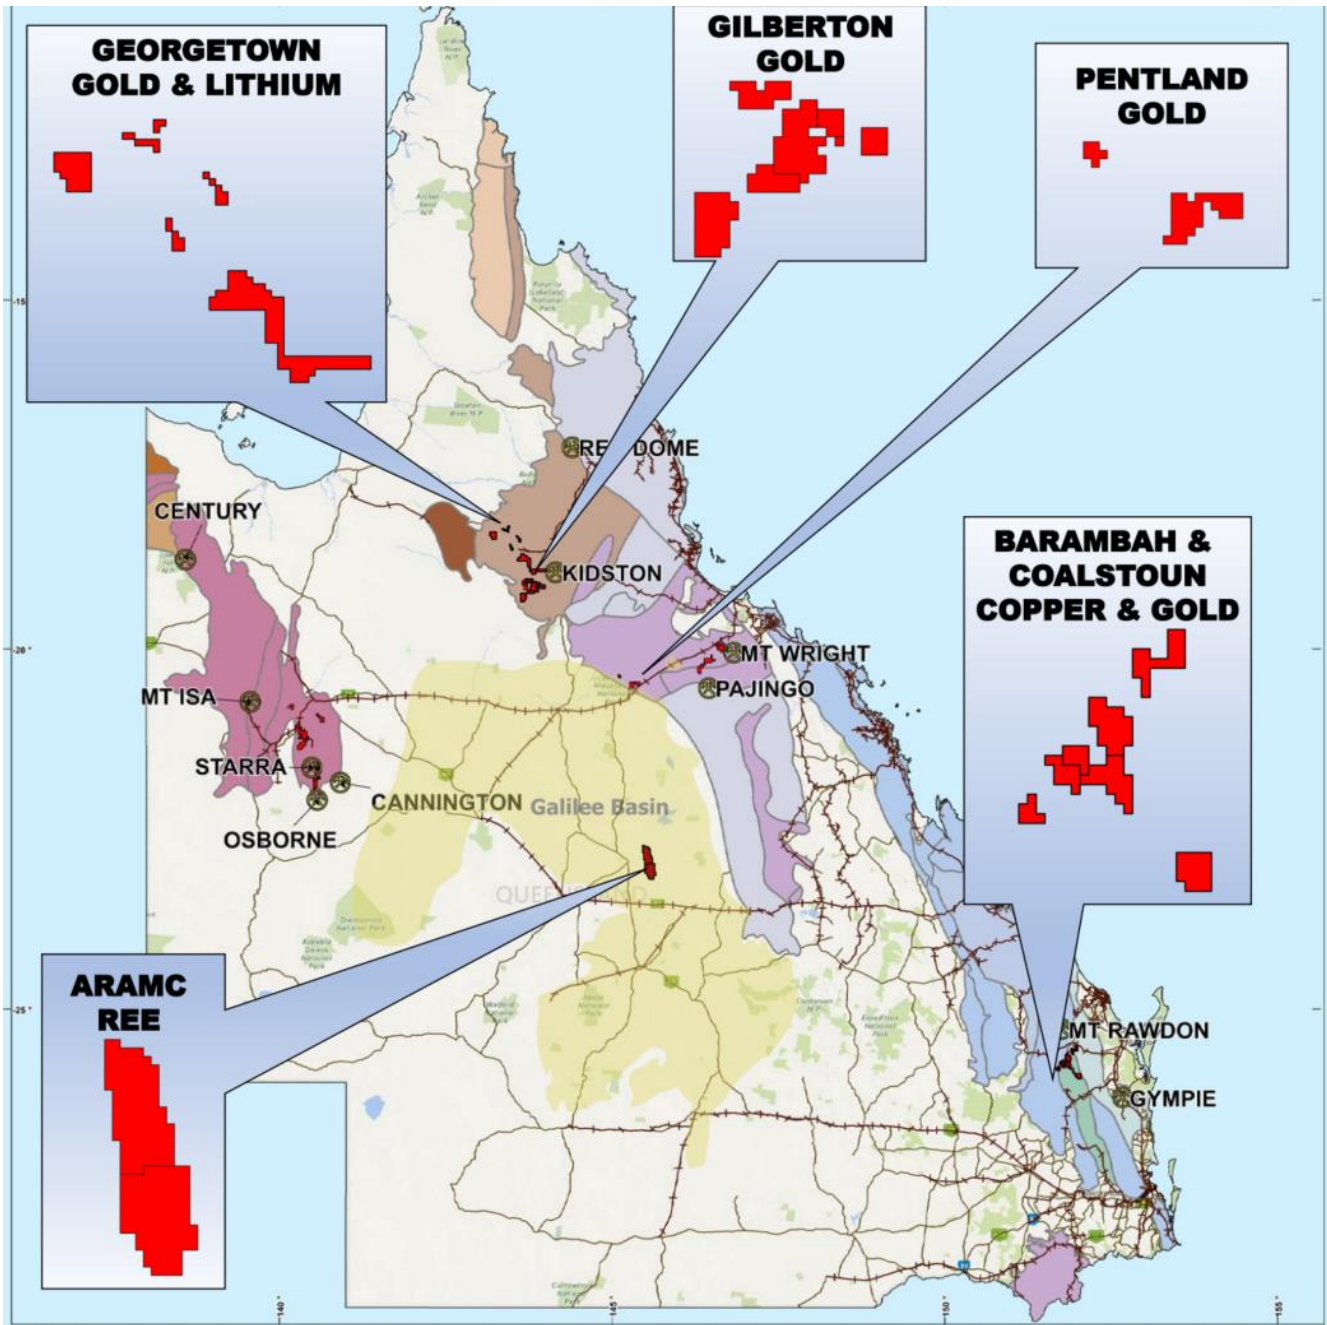 GEORGETOWN
GOLD & LITHIUM
GILBERTON
GOLD
PENTLAND
GOLD
BARAMBAH &
COALSTOUN
COPPER & GOLD
ARAMC
REE
CENTURY
KIDSTON
MT WRIGHT
PAJINGO
MT ISA
STARRA
CANNINGTON
OSBORNE
Galilee Basin
MT RAWDON
GYMPIE
-15
-20 °
-25 °
140 °
145 °
150 °
155 °